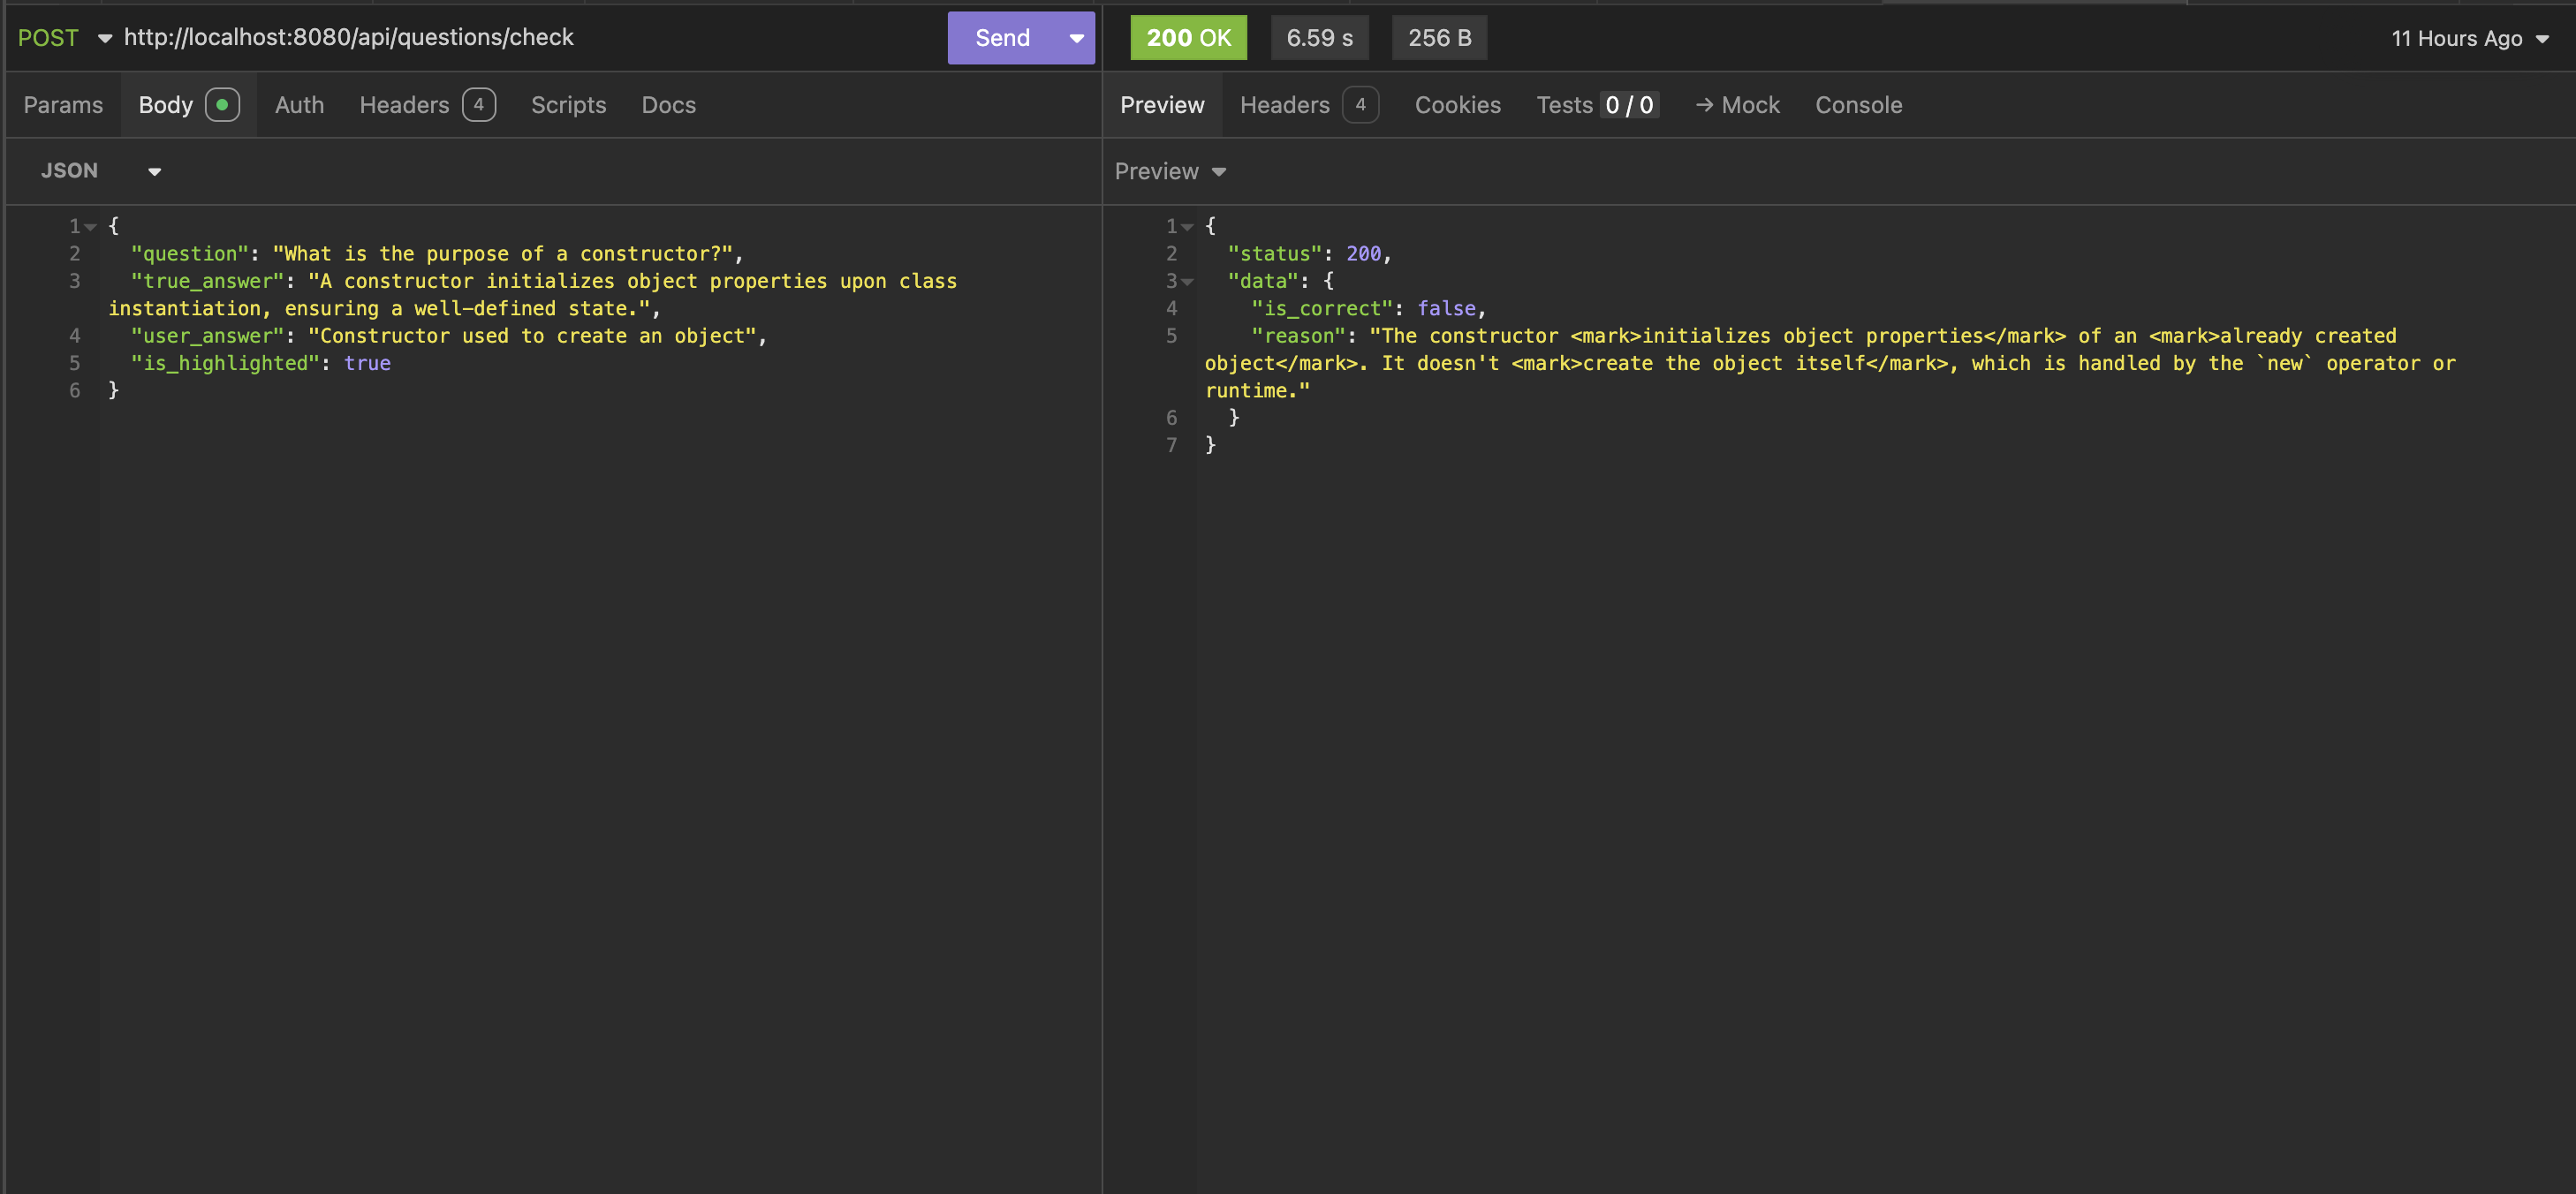 POST http://localhost:8080/api/questions/check Send 200 OK 6.59 s 256 B 11 Hours Ago
Params Body Auth Headers 4 Scripts Docs
Preview Headers 4 Cookies Tests 0 / 0 → Mock Console
JSON
Preview
1 {
2 "question": "What is the purpose of a constructor?",
3 "true_answer": "A constructor initializes object properties upon class
instantiation, ensuring a well-defined state.",
4 "user_answer": "Constructor used to create an object",
5 "is_highlighted": true
6 }
1 {
2 "status": 200,
3 "data": {
4 "is_correct": false,
5 "reason": "The constructor <mark>initializes object properties</mark> of an <mark>already created
object</mark>. It doesn't <mark>create the object itself</mark>, which is handled by the `new` operator or
runtime."
6 }
7 }